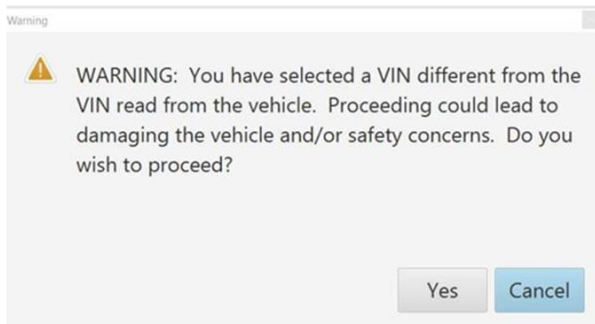 Warning
WARNING: You have selected a VIN different from the
VIN read from the vehicle. Proceeding could lead to
damaging the vehicle and/or safety concerns. Do you
wish to proceed?
Yes Cancel